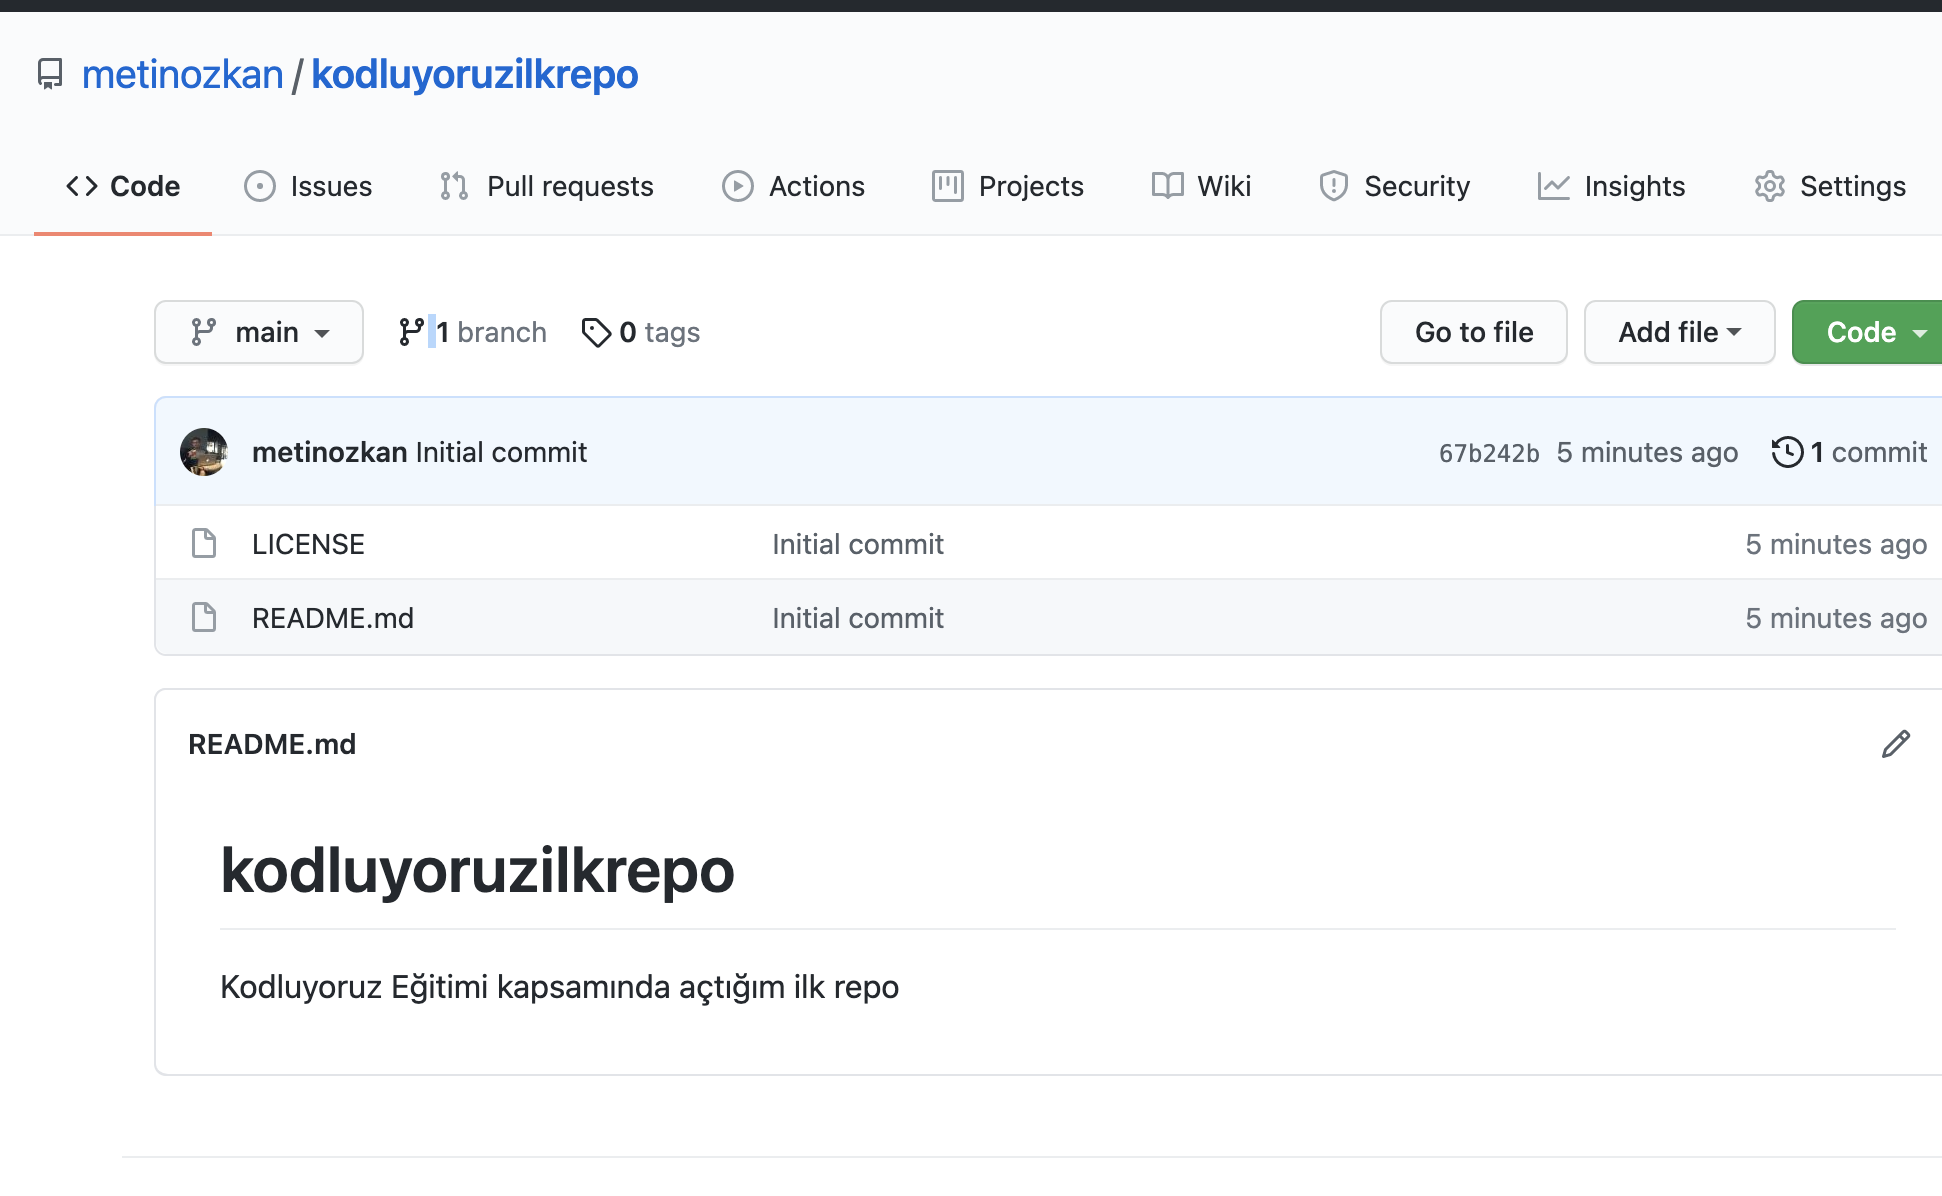 metinozkan / kodluyoruzilkrepo
Code Issues Pull requests Actions Projects Wiki Security Insights Settings
main 1 branch 0 tags Go to file Add file Code
metinozkan Initial commit 67b242b 5 minutes ago 1 commit
LICENSE Initial commit 5 minutes ago
README.md Initial commit 5 minutes ago
README.md
kodluyoruzilkrepo
Kodluyoruz Eğitimi kapsamında açtığım ilk repo